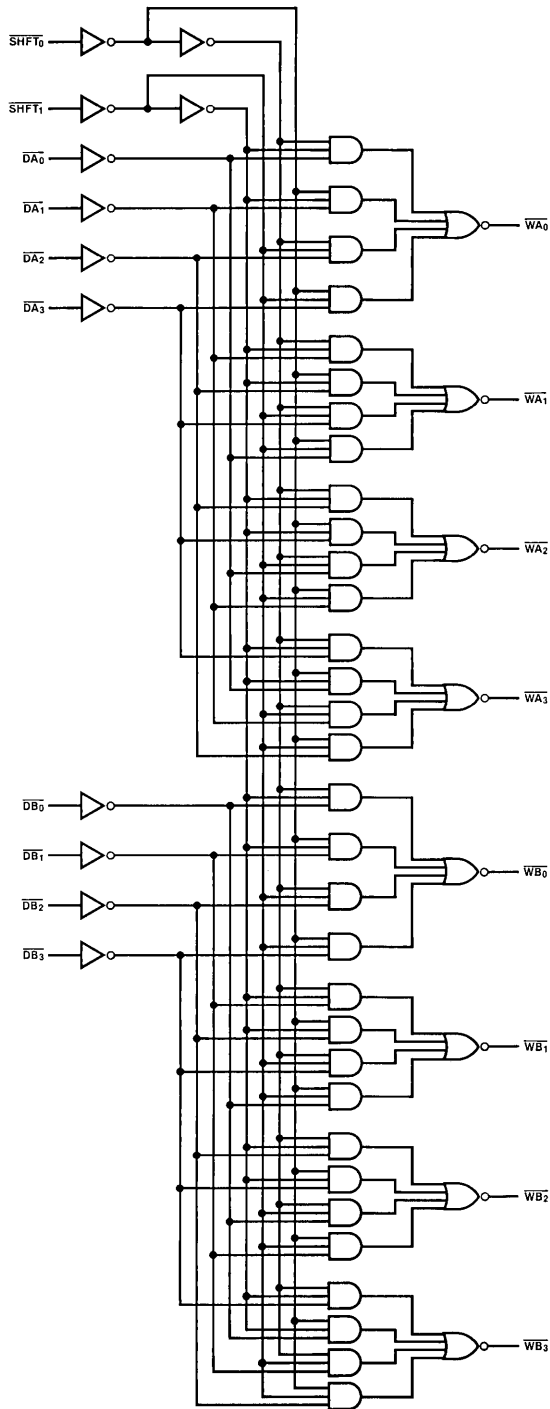 SHFT₀
SHFT₁
DA₀
DA₁
DA₂
DA₃
WA₀
WA₁
WA₂
WA₃
DB₀
DB₁
DB₂
DB₃
WB₀
WB₁
WB₂
WB₃